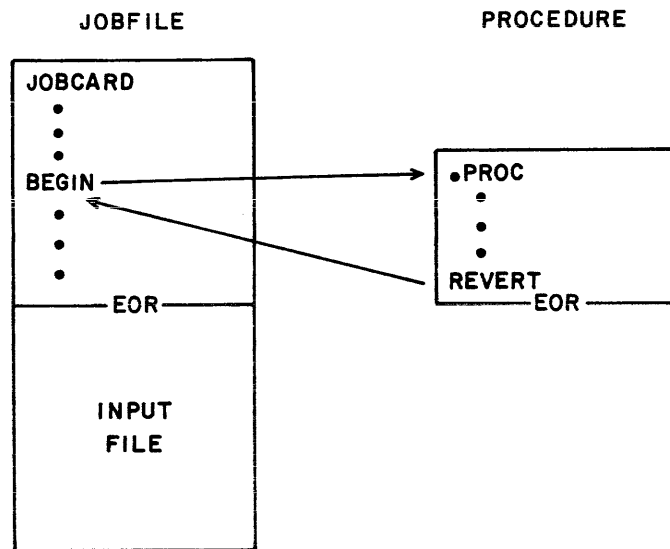 JOBFILE
JOBCARD
BEGIN
EOR
INPUT
FILE
PROCEDURE
.PROC
REVERT
EOR